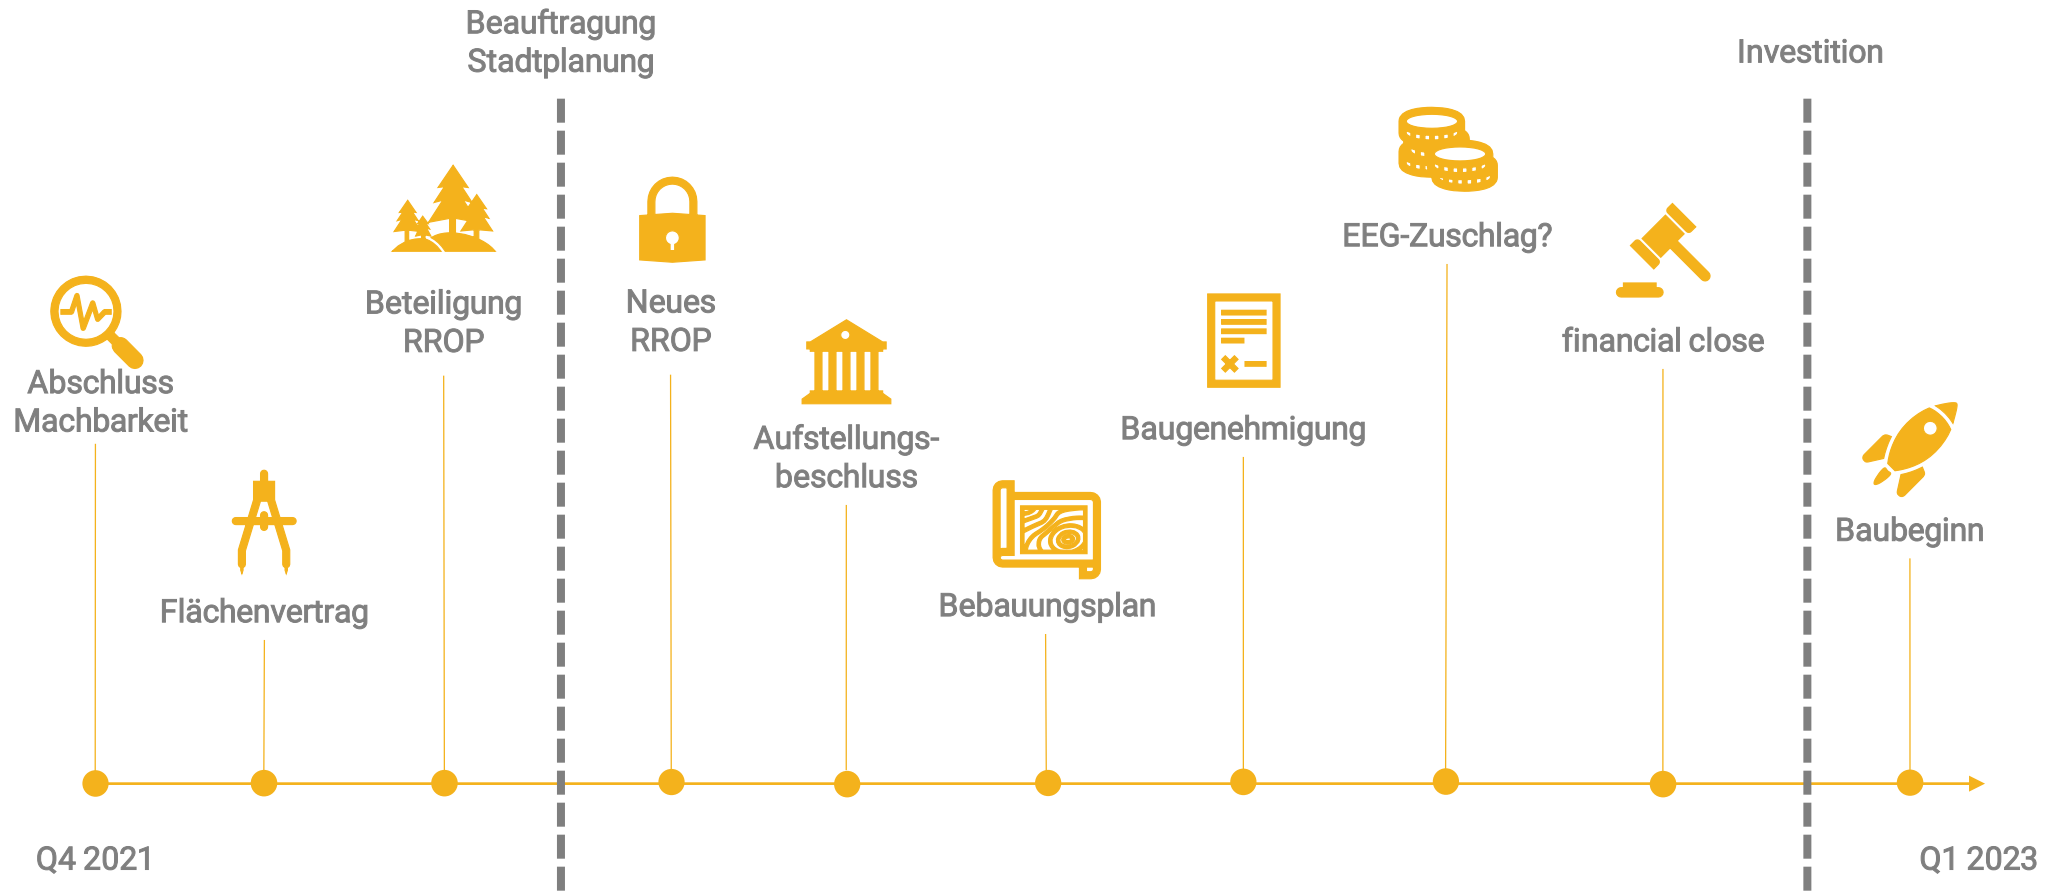 Beauftragung
Stadtplanung
Investition
Abschluss
Machbarkeit
Flächenvertrag
Beteiligung
RROP
Neues
RROP
Aufstellungs-
beschluss
Bebauungsplan
Baugenehmigung
EEG-Zuschlag?
financial close
Baubeginn
Q4 2021
Q1 2023